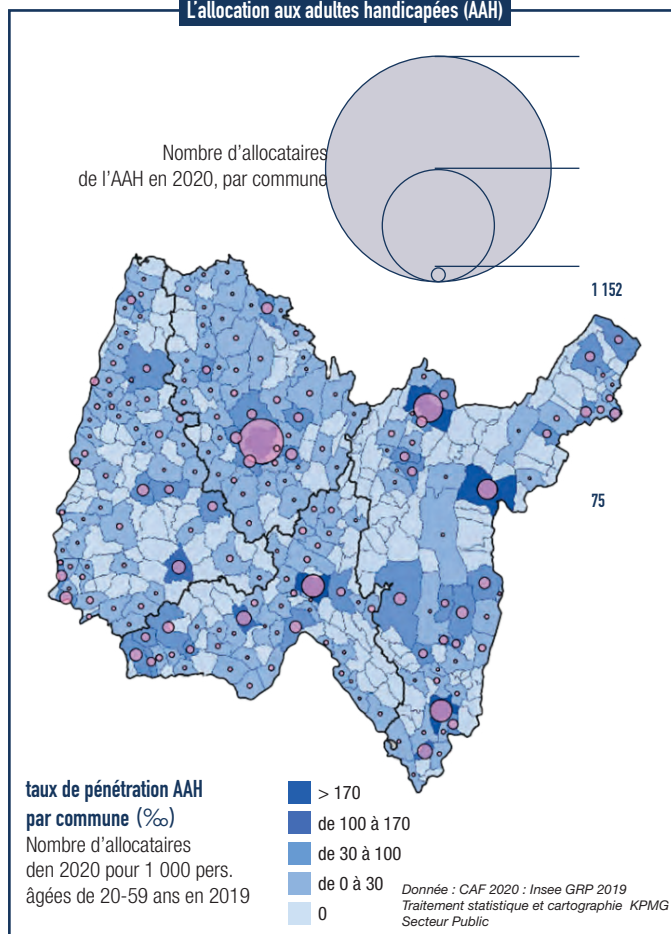 L'allocation aux adultes handicapées (AAH)
Nombre d'allocataires
de l'AAH en 2020, par commune
1 152
75
taux de pénétration AAH
par commune (‰)
Nombre d'allocataires
den 2020 pour 1 000 pers.
âgées de 20-59 ans en 2019
> 170
de 100 à 170
de 30 à 100
de 0 à 30
0
Donnée : CAF 2020 : Insee GRP 2019
Traitement statistique et cartographie KPMG
Secteur Public